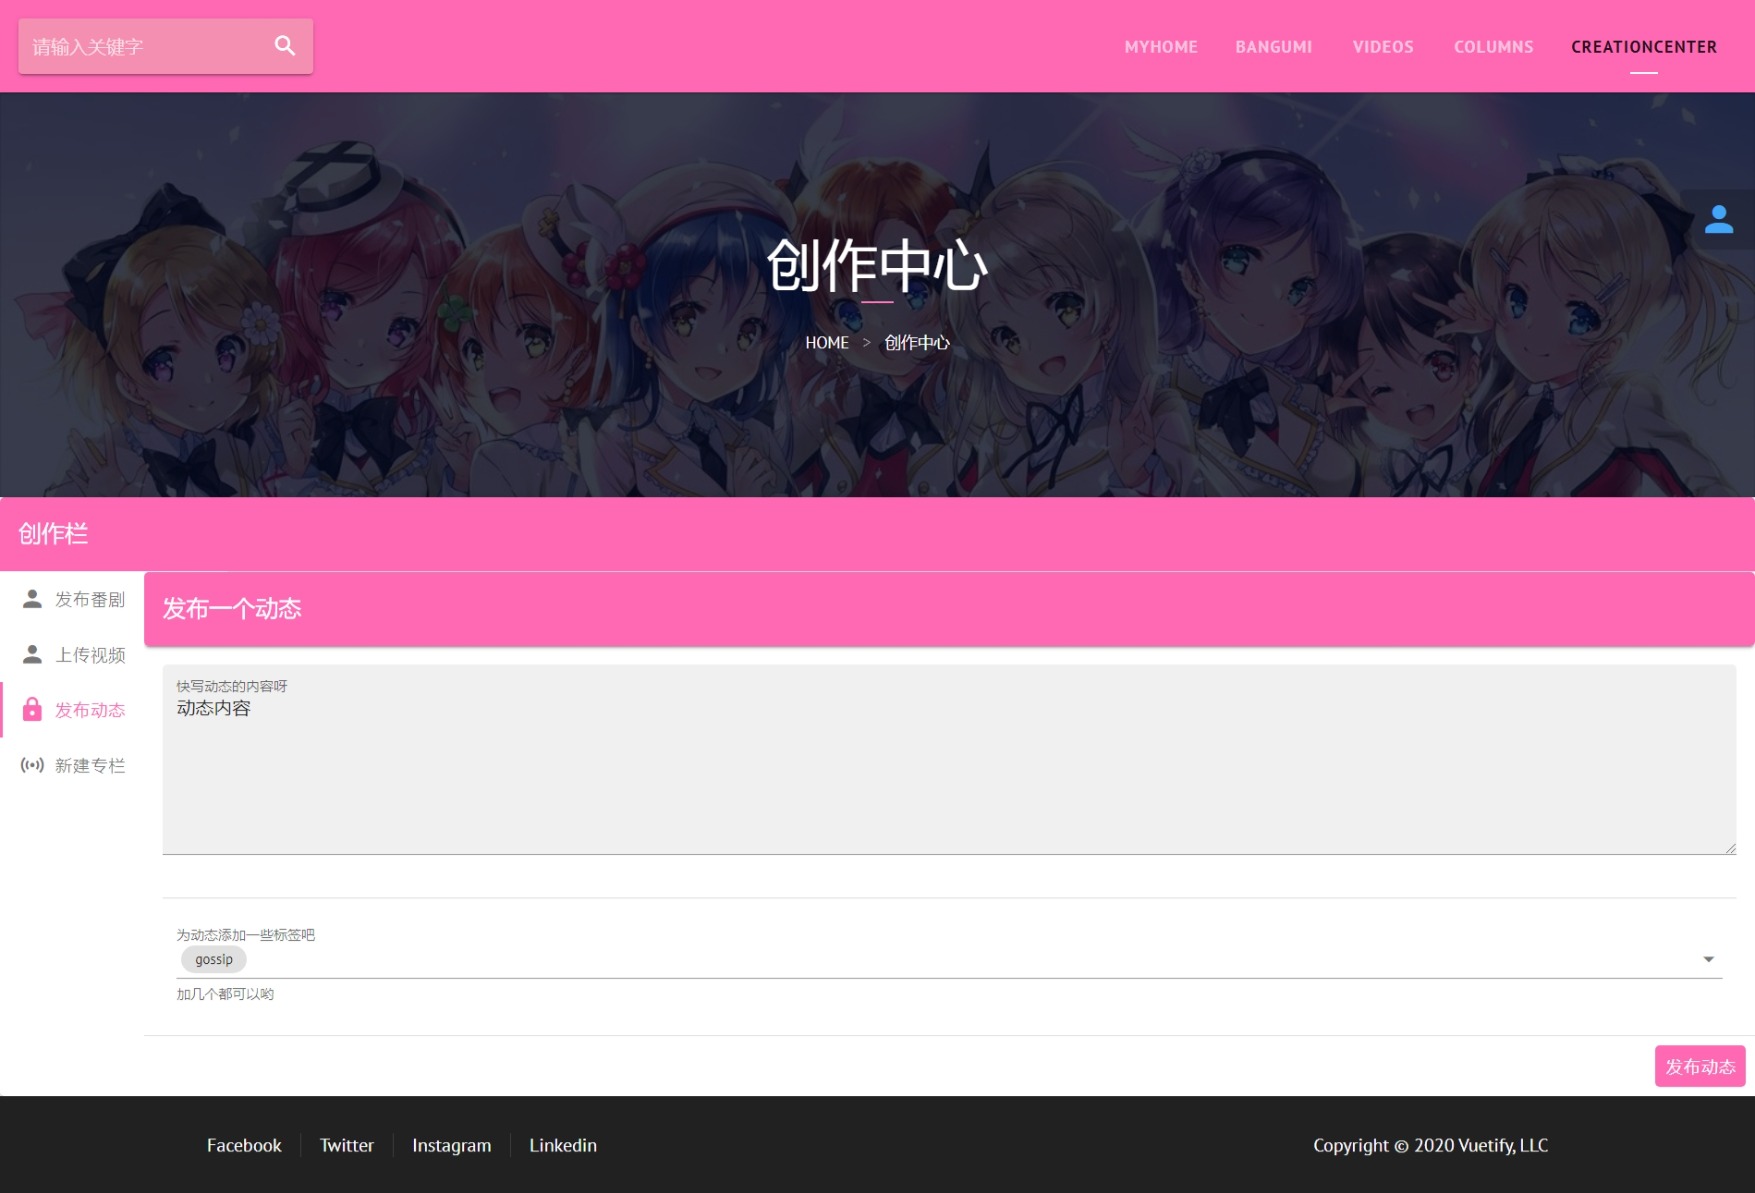 请输入关键字
MYHOME BANGUMI VIDEOS COLUMNS CREATIONCENTER
创作中心
HOME > 创作中心
创作栏
发布番剧
上传视频
发布动态
新建专栏
发布一个动态
快写动态的内容呀
动态内容
为动态添加一些标签吧
gossip
加几个都可以哟
发布动态
Facebook Twitter Instagram Linkedin
Copyright © 2020 Vuetify, LLC